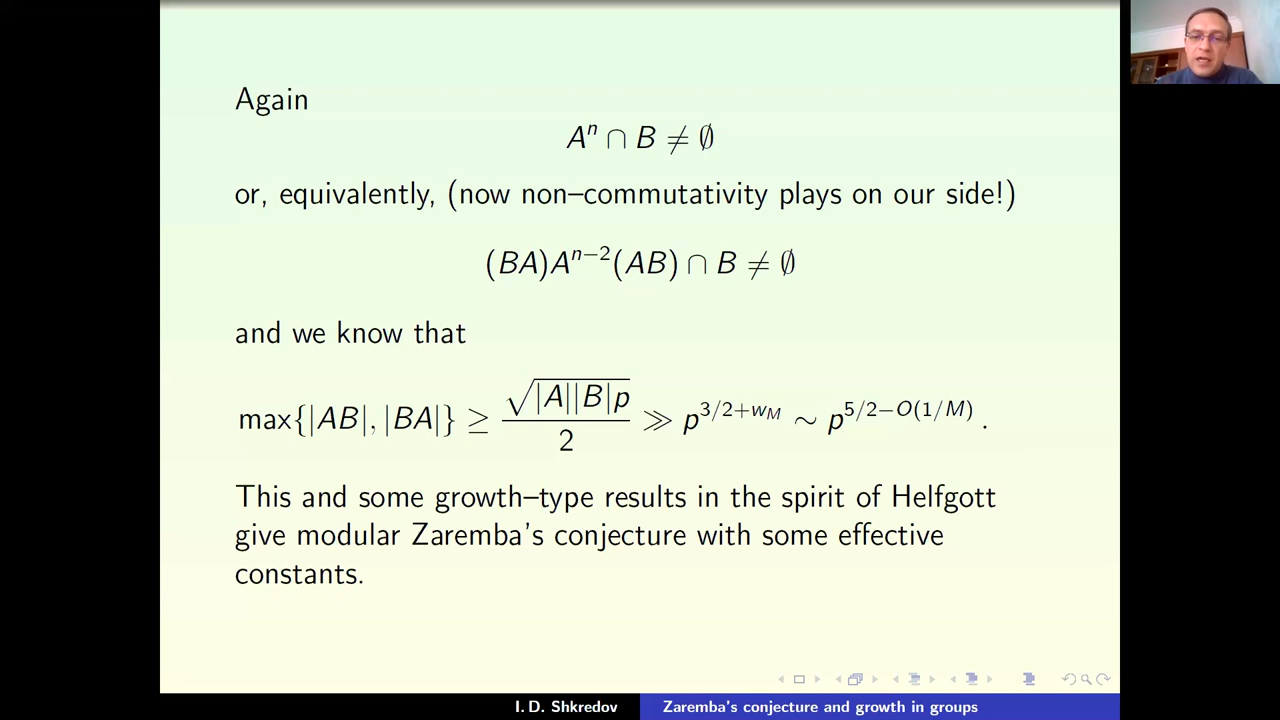 Again
Aⁿ ∩ B ≠ ∅
or, equivalently, (now non–commutativity plays on our side!)
(BA)Aⁿ⁻²(AB) ∩ B ≠ ∅
and we know that
max{|AB|, |BA|} ≥ √(|A||B|p) / 2 ≫ p^{3/2+w_M} ∼ p^{5/2−O(1/M)} .
This and some growth–type results in the spirit of Helfgott
give modular Zaremba's conjecture with some effective
constants.
I. D. Shkredov Zaremba's conjecture and growth in groups